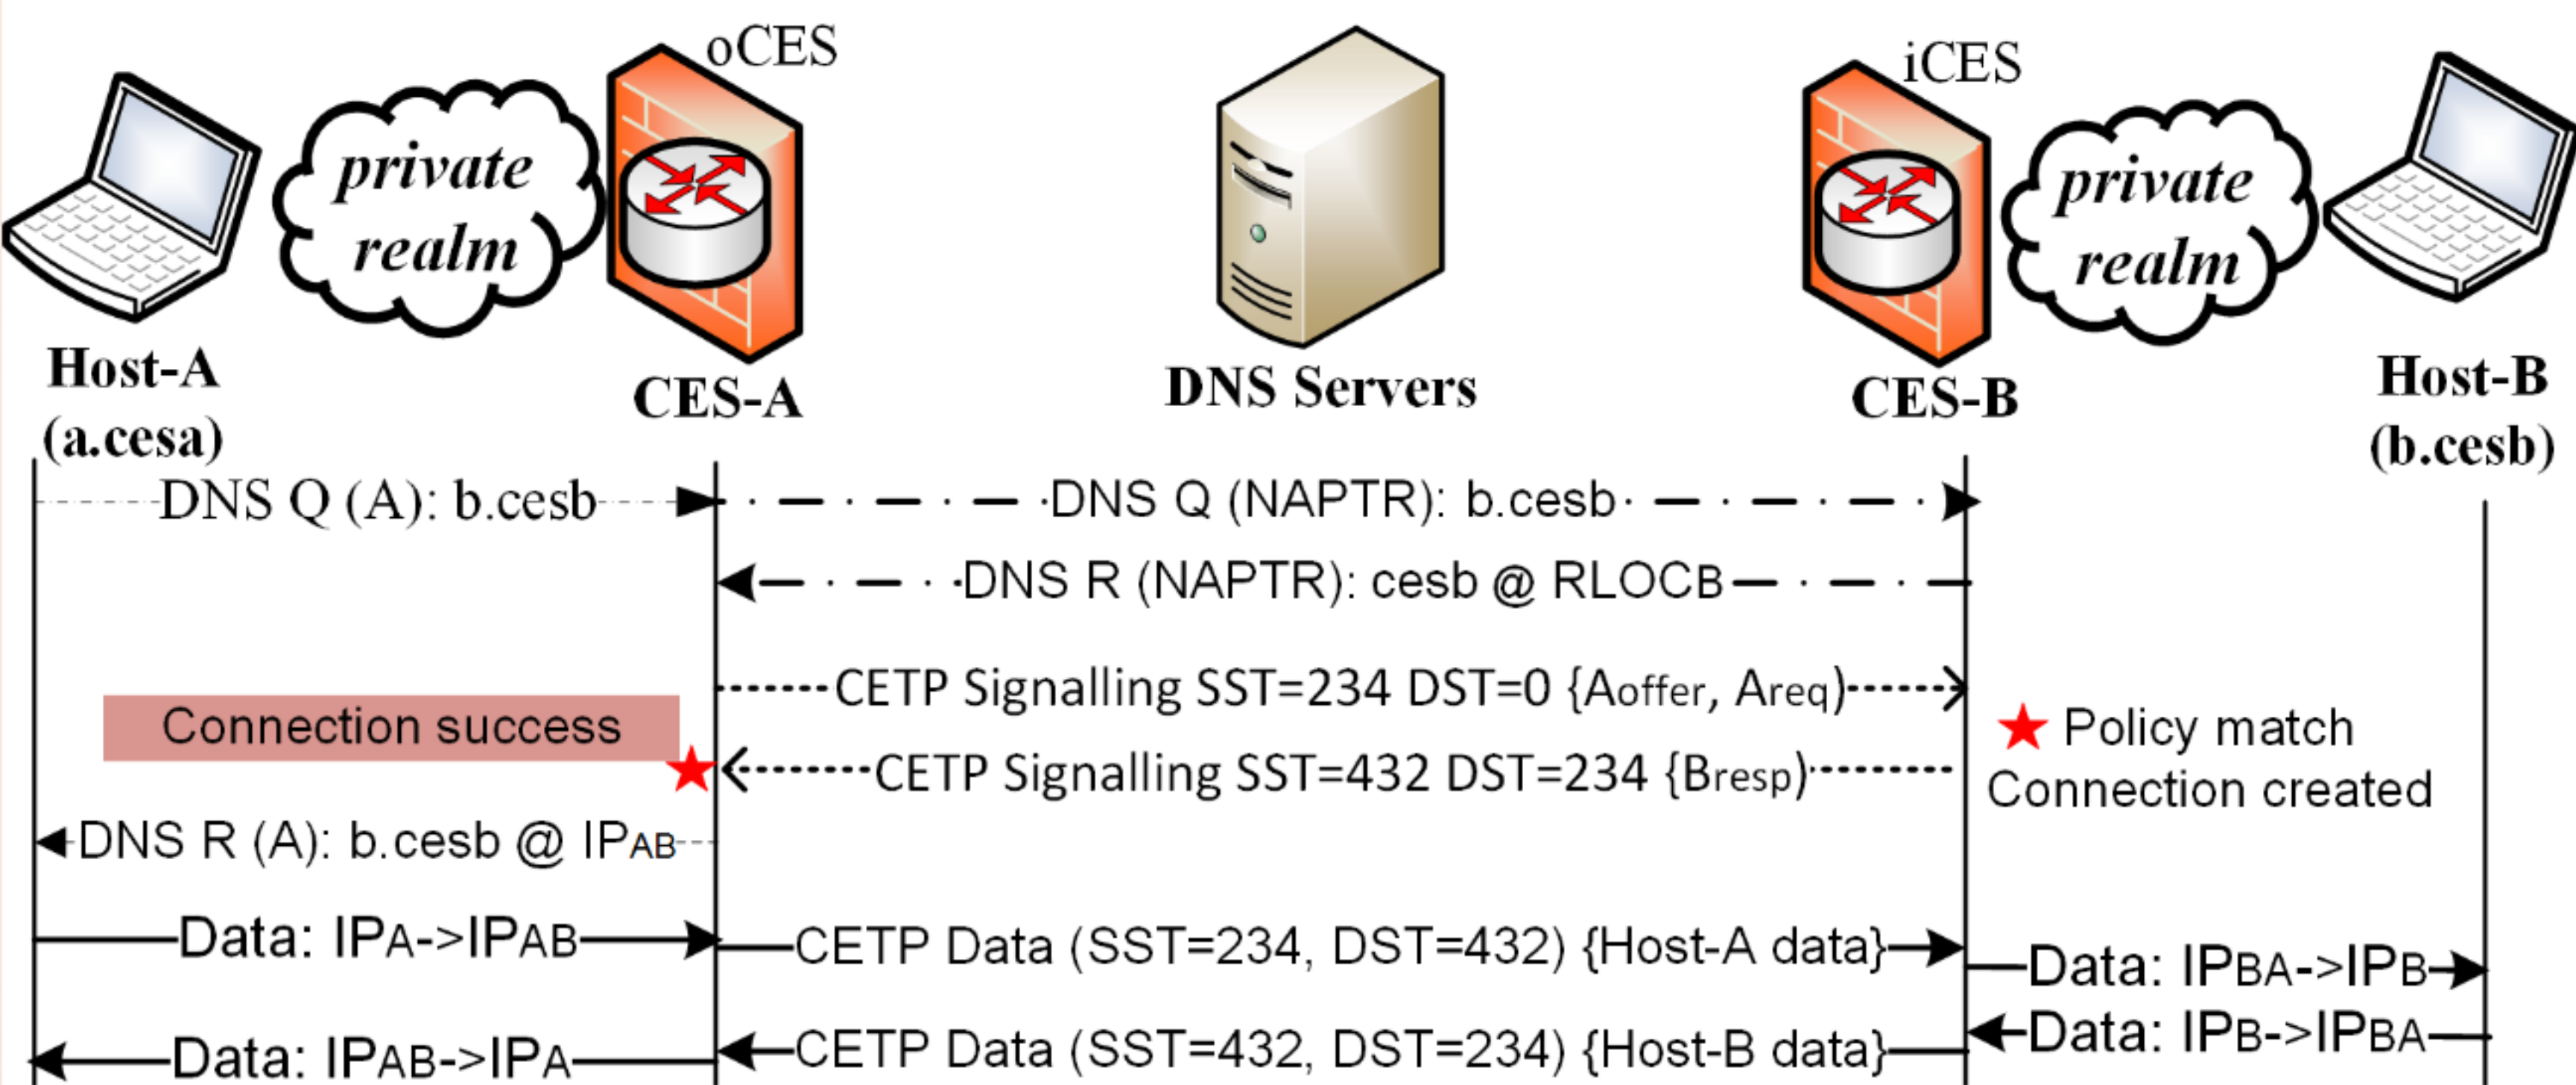 oCES
iCES
private
realm
private
realm
Host-A
(a.cesa)
CES-A
DNS Servers
CES-B
Host-B
(b.cesb)
DNS Q (A): b.cesb
DNS Q (NAPTR): b.cesb
DNS R (NAPTR): cesb @ RLOCB
CETP Signalling SST=234 DST=0 {Aoffer, Areq)
Connection success
Policy match
Connection created
CETP Signalling SST=432 DST=234 {Bresp)
DNS R (A): b.cesb @ IPAB
Data: IPA->IPAB
CETP Data (SST=234, DST=432) {Host-A data}
Data: IPBA->IPB
Data: IPB->IPBA
CETP Data (SST=432, DST=234) {Host-B data}
Data: IPAB->IPA